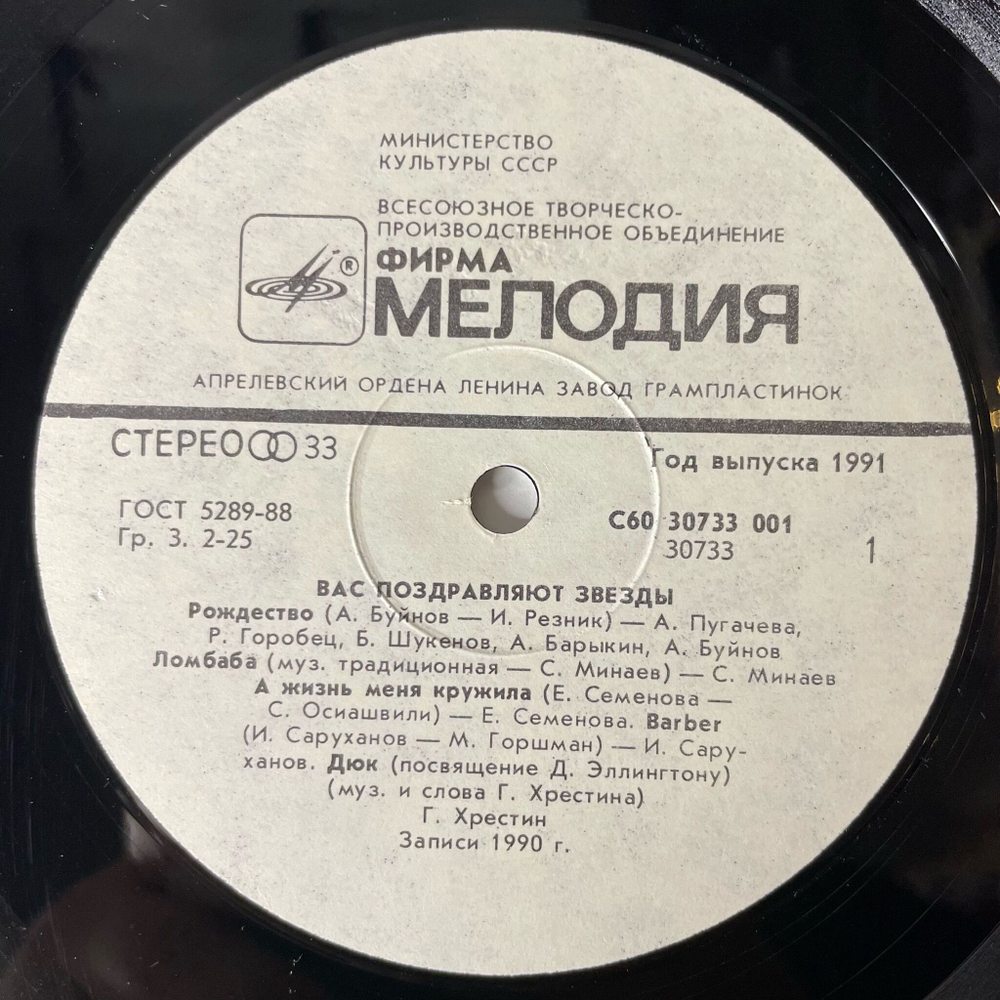 МИНИСТЕРСТВО
КУЛЬТУРЫ СССР
ВСЕСОЮЗНОЕ ТВОРЧЕСКО-
ПРОИЗВОДСТВЕННОЕ ОБЪЕДИНЕНИЕ
®
ФИРМА
МЕЛОДИЯ
АПРЕЛЕВСКИЙ ОРДЕНА ЛЕНИНА ЗАВОД ГРАМПЛАСТИНОК
СТЕРЕО 33
Год выпуска 1991
ГОСТ 5289-88
Гр. 3. 2-25
С60 30733 001
30733
1
ВАС ПОЗДРАВЛЯЮТ ЗВЕЗДЫ
Рождество (А. Буйнов — И. Резник) — А. Пугачева,
Р. Горобец, Б. Шукенов, А. Барыкин, А. Буйнов
Ломбаба (муз. традиционная — С. Минаев) — С. Минаев
А жизнь меня кружила (Е. Семенова —
С. Осиашвили) — Е. Семенова. Barber
(И. Саруханов — М. Горшман) — И. Сару-
ханов. Дюк (посвящение Д. Эллингтону)
(муз. и слова Г. Хрестина)
Г. Хрестин
Записи 1990 г.